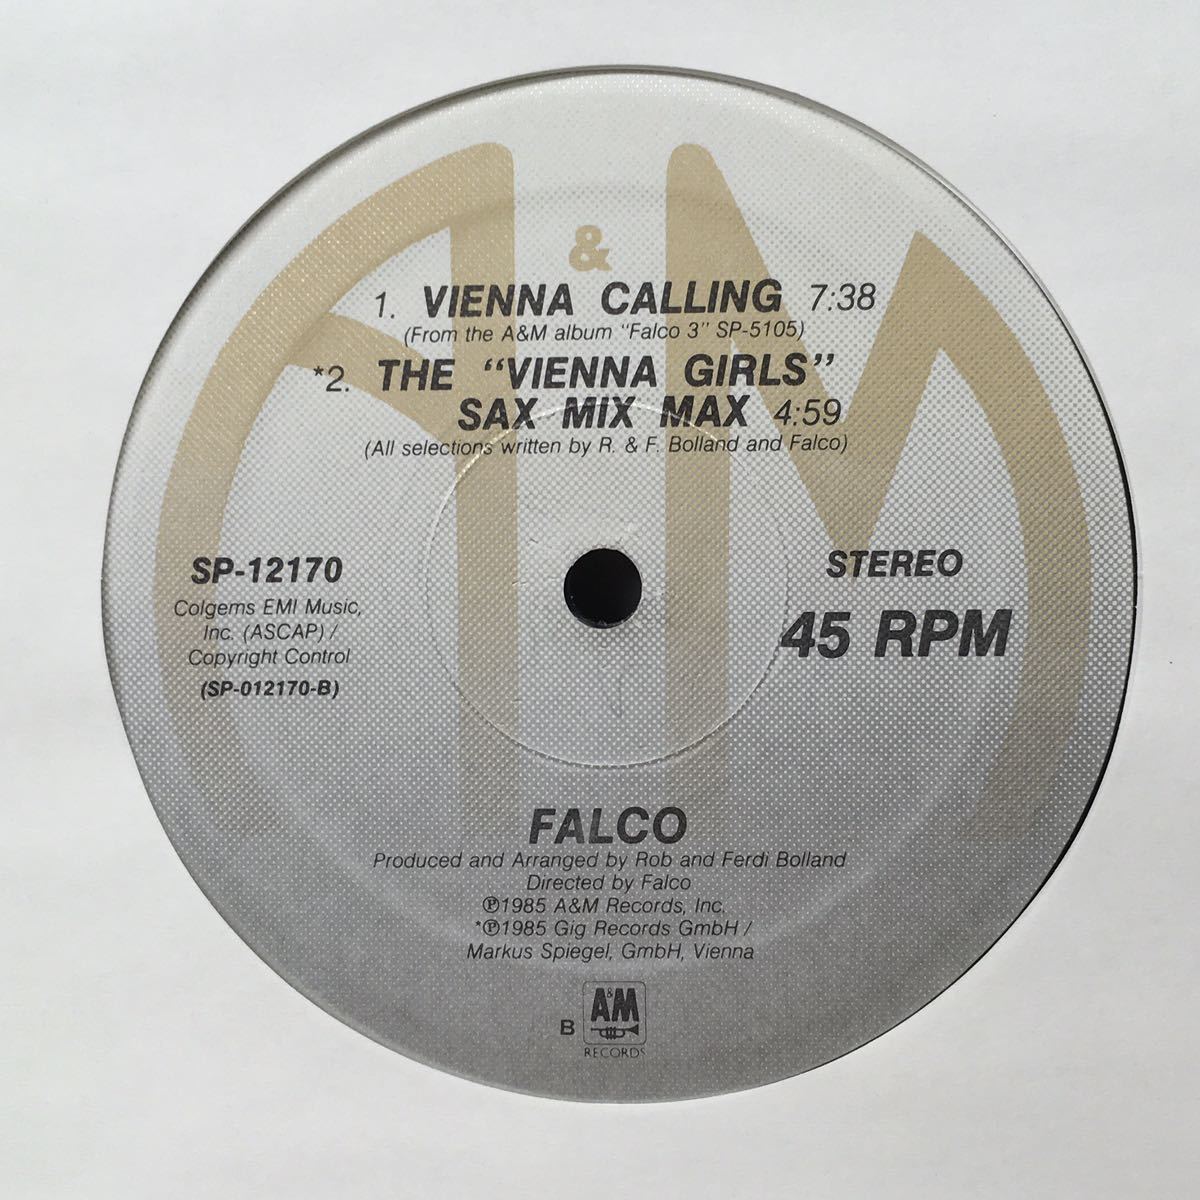 &
1. VIENNA CALLING 7:38
(From the A&M album "Falco 3" SP-5105)
*2. THE "VIENNA GIRLS"
SAX MIX MAX 4:59
(All selections written by R. & F. Bolland and Falco)
SP-12170
Colgems EMI Music,
Inc. (ASCAP) /
Copyright Control
(SP-012170-B)
STEREO
45 RPM
FALCO
Produced and Arranged by Rob and Ferdi Bolland
Directed by Falco
℗1985 A&M Records, Inc.
*℗1985 Gig Records GmbH /
Markus Spiegel, GmbH, Vienna
B
A&M
RECORDS